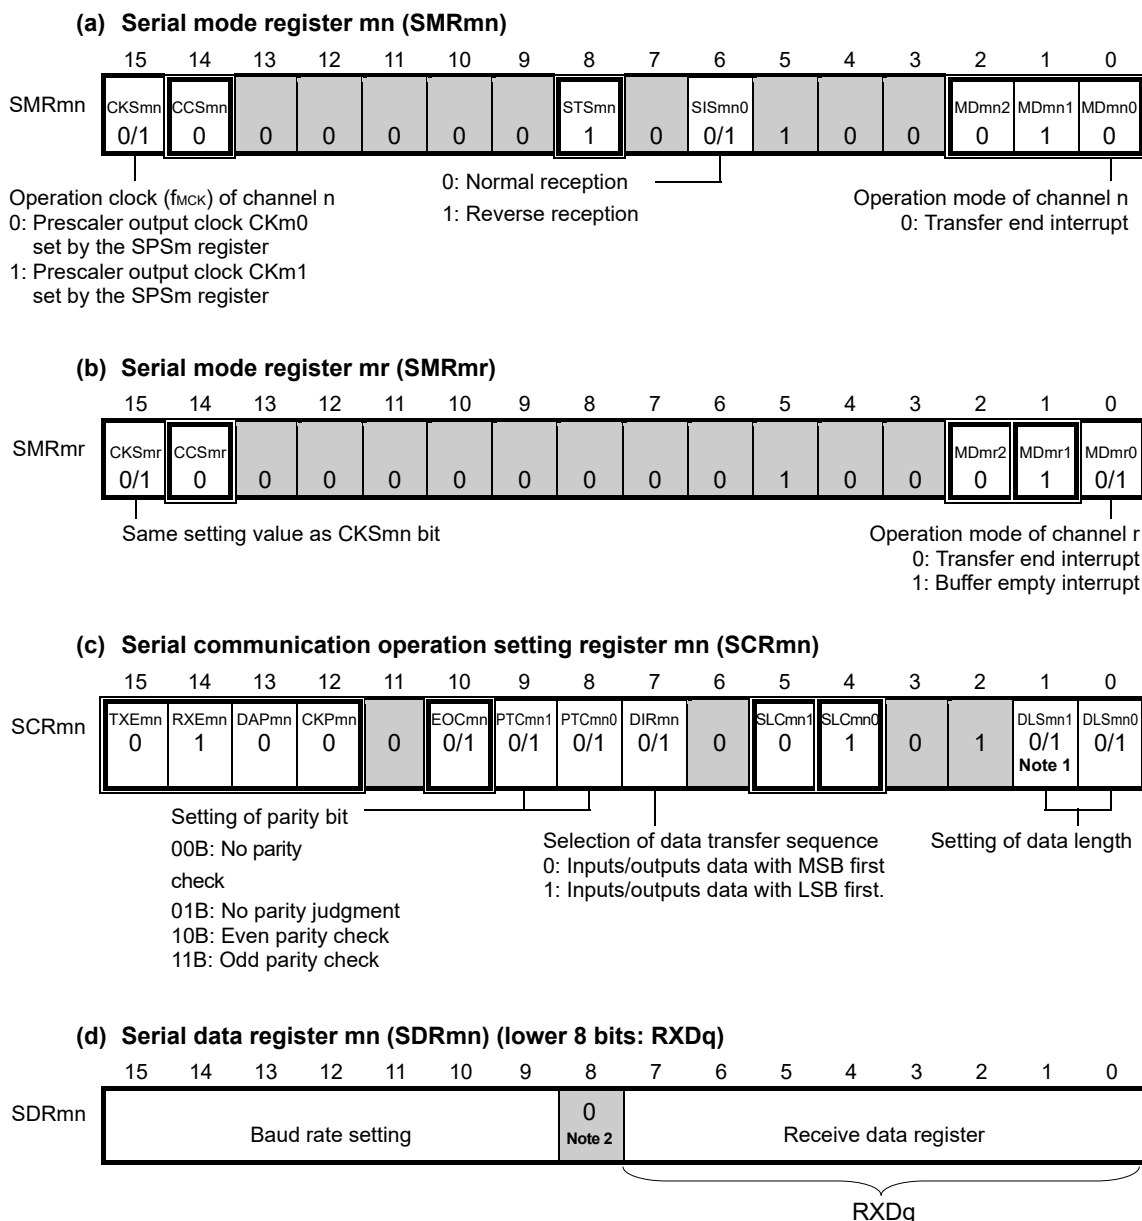 (a) Serial mode register mn (SMRmn)
15 14 13 12 11 10 9 8 7 6 5 4 3 2 1 0
SMRmn
CKSmn CCSmn STSmn SISmn0 MDmn2 MDmn1 MDmn0
0/1 0 0 0 0 0 0 1 0 0/1 1 0 0 0 1 0
Operation clock (fMCK) of channel n
0: Prescaler output clock CKm0
set by the SPSm register
1: Prescaler output clock CKm1
set by the SPSm register
0: Normal reception
1: Reverse reception
Operation mode of channel n
0: Transfer end interrupt
(b) Serial mode register mr (SMRmr)
15 14 13 12 11 10 9 8 7 6 5 4 3 2 1 0
SMRmr
CKSmr CCSmr MDmr2 MDmr1 MDmr0
0/1 0 0 0 0 0 0 0 0 0 1 0 0 0 1 0/1
Same setting value as CKSmn bit
Operation mode of channel r
0: Transfer end interrupt
1: Buffer empty interrupt
(c) Serial communication operation setting register mn (SCRmn)
15 14 13 12 11 10 9 8 7 6 5 4 3 2 1 0
SCRmn
TXEmn RXEmn DAPmn CKPmn EOCmn PTCmn1 PTCmn0 DIRmn SLCmn1 SLCmn0 DLSmn1 DLSmn0
0 1 0 0 0 0/1 0/1 0/1 0/1 0 0 1 0 1 0/1 0/1
Note 1
Setting of parity bit
00B: No parity
check
01B: No parity judgment
10B: Even parity check
11B: Odd parity check
Selection of data transfer sequence
0: Inputs/outputs data with MSB first
1: Inputs/outputs data with LSB first.
Setting of data length
(d) Serial data register mn (SDRmn) (lower 8 bits: RXDq)
15 14 13 12 11 10 9 8 7 6 5 4 3 2 1 0
SDRmn
Baud rate setting
0
Note 2
Receive data register
RXDq